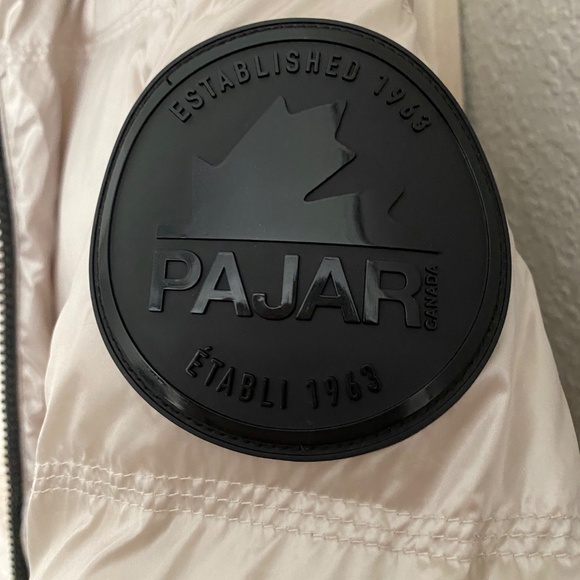 ESTABLISHED 1963
PAJAR
CANADA
ÉTABLI 1963